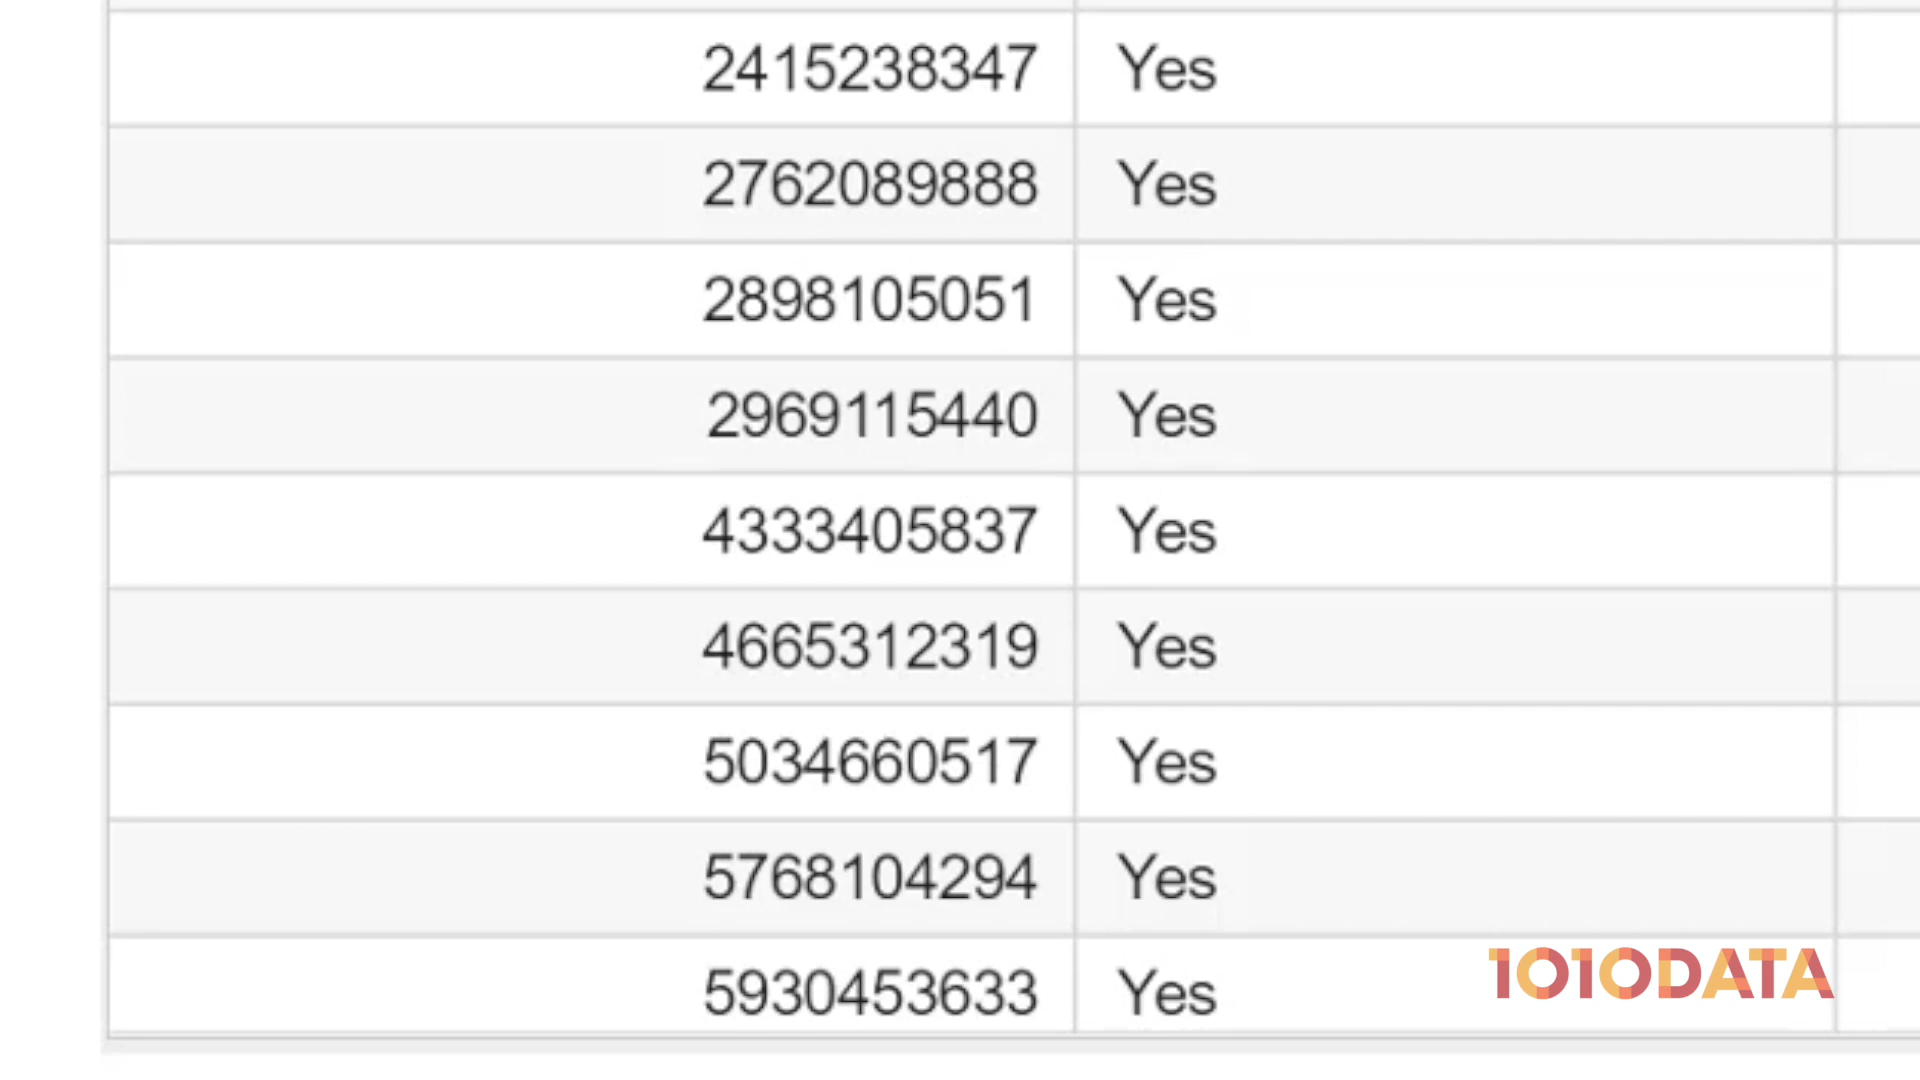 2415238347 Yes
2762089888 Yes
2898105051 Yes
2969115440 Yes
4333405837 Yes
4665312319 Yes
5034660517 Yes
5768104294 Yes
5930453633 Yes
1010DATA